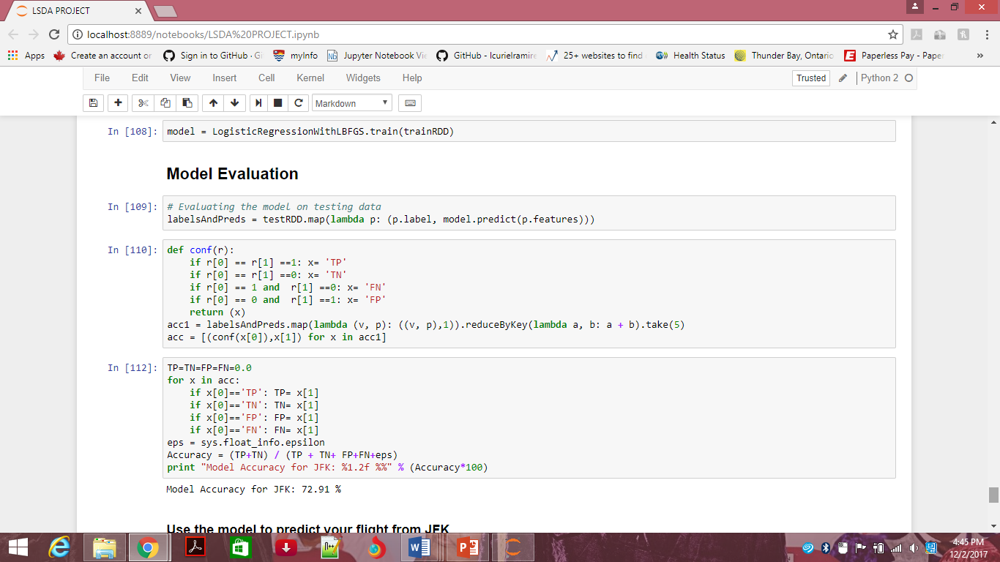 LSDA PROJECT
localhost:8889/notebooks/LSDA%20PROJECT.ipynb
Apps Create an account or Sign in to GitHub · Gi myInfo Jupyter Notebook Vie GitHub - lcurielramire 25+ websites to find Health Status Thunder Bay, Ontario Paperless Pay - Pape »
File Edit View Insert Cell Kernel Widgets Help Trusted Python 2
Markdown
In [108]: model = LogisticRegressionWithLBFGS.train(trainRDD)
Model Evaluation
In [109]: # Evaluating the model on testing data
labelsAndPreds = testRDD.map(lambda p: (p.label, model.predict(p.features)))
In [110]: def conf(r):
    if r[0] == r[1] ==1: x= 'TP'
    if r[0] == r[1] ==0: x= 'TN'
    if r[0] == 1 and  r[1] ==0: x= 'FN'
    if r[0] == 0 and  r[1] ==1: x= 'FP'
    return (x)
acc1 = labelsAndPreds.map(lambda (v, p): ((v, p),1)).reduceByKey(lambda a, b: a + b).take(5)
acc = [(conf(x[0]),x[1]) for x in acc1]
In [112]: TP=TN=FP=FN=0.0
for x in acc:
    if x[0]=='TP': TP= x[1]
    if x[0]=='TN': TN= x[1]
    if x[0]=='FP': FP= x[1]
    if x[0]=='FN': FN= x[1]
eps = sys.float_info.epsilon
Accuracy = (TP+TN) / (TP + TN+ FP+FN+eps)
print "Model Accuracy for JFK: %1.2f %%" % (Accuracy*100)
Model Accuracy for JFK: 72.91 %
Use the model to predict your flight from JFK
4:45 PM
12/2/2017